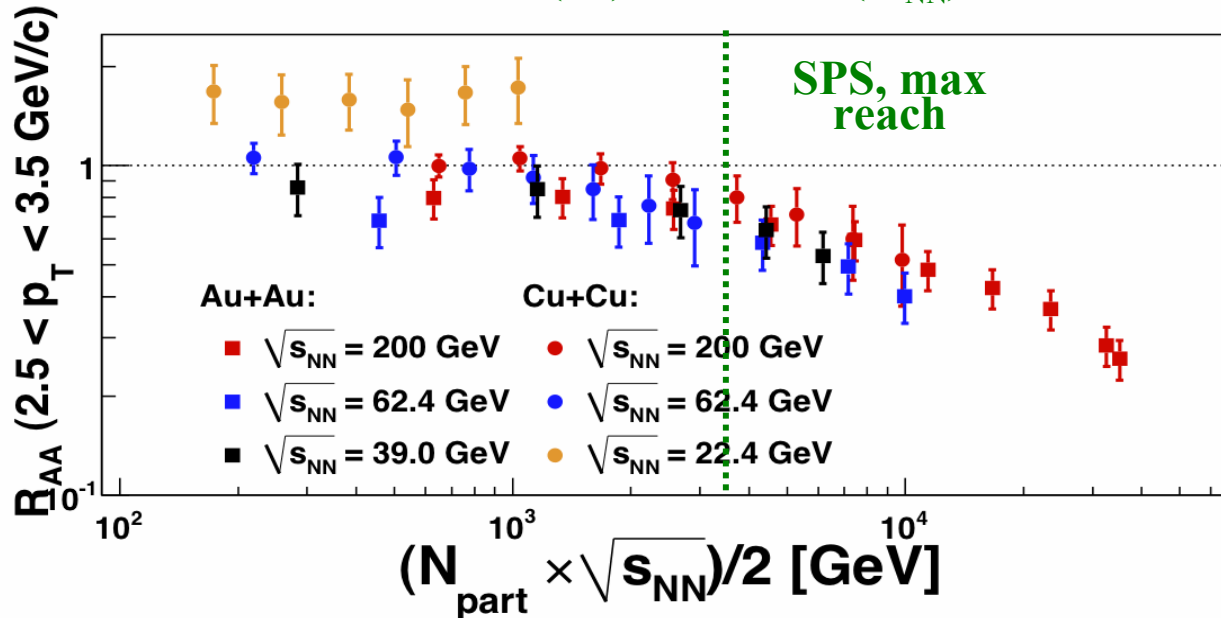 SPS, max
reach
R_AA (2.5 < p_T < 3.5 GeV/c)
1
10^-1
Au+Au:
Cu+Cu:
√s_NN = 200 GeV
√s_NN = 200 GeV
√s_NN = 62.4 GeV
√s_NN = 62.4 GeV
√s_NN = 39.0 GeV
√s_NN = 22.4 GeV
10^2
10^3
10^4
(N_part × √s_NN)/2 [GeV]